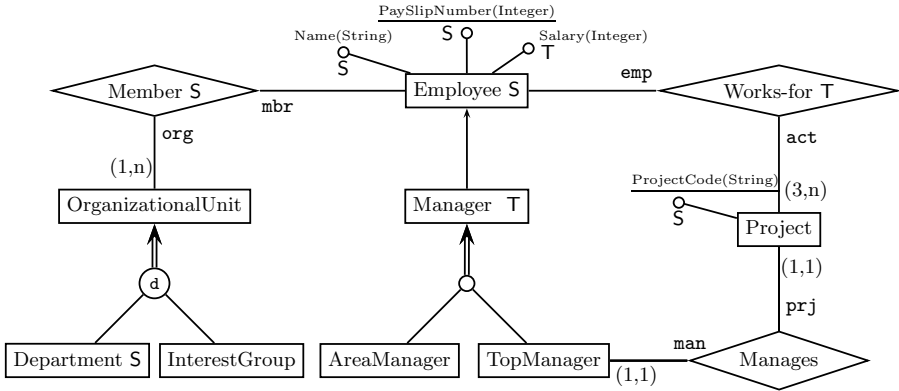 PaySlipNumber(Integer)
Name(String)
S
Salary(Integer)
S
T
Member S
mbr
Employee S
emp
Works-for T
org
act
(1,n)
ProjectCode(String)
(3,n)
OrganizationalUnit
Manager T
S
Project
(1,1)
d
prj
man
Department S
InterestGroup
AreaManager
TopManager
(1,1)
Manages